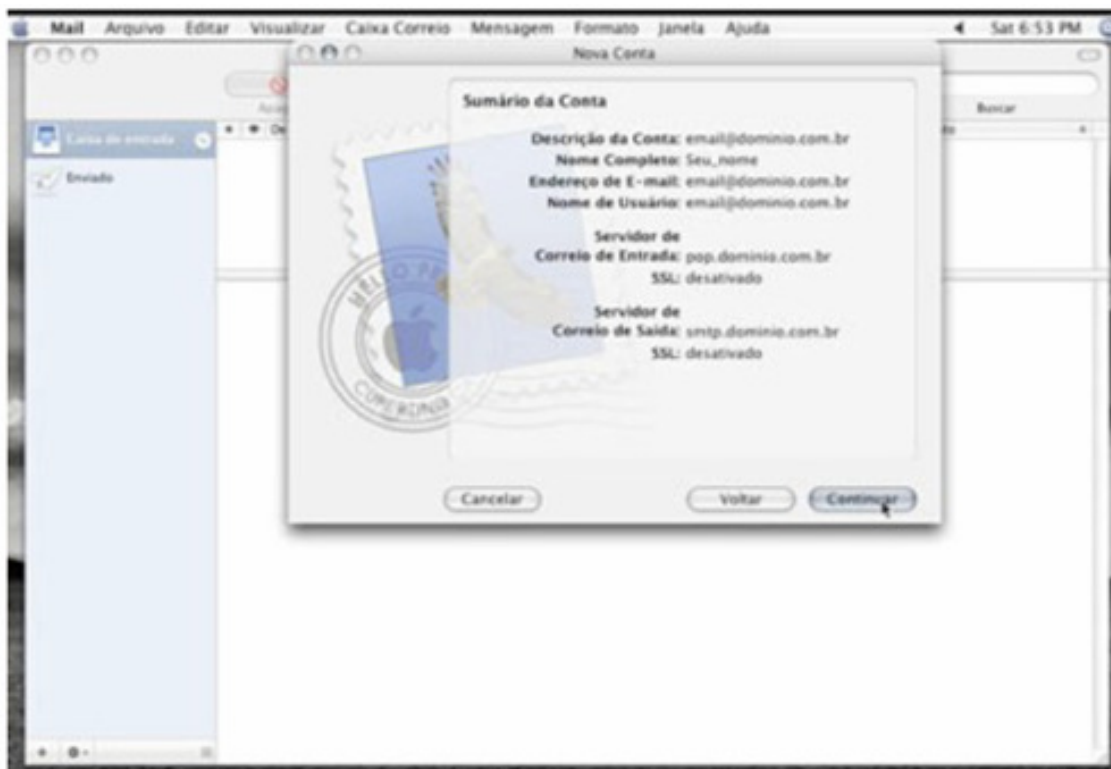 Mail Arquivo Editar Visualizar Caixa Correio Mensagem Formato Janela Ajuda Sat 6:53 PM
Nova Conta
Buscar
Sumário da Conta
Caixa de entrada
Enviado
Descrição da Conta: email@dominio.com.br
Nome Completo: Seu_nome
Endereço de E-mail: email@dominio.com.br
Nome de Usuário: email@dominio.com.br
Servidor de
Correio de Entrada: pop.dominio.com.br
SSL: desativado
Servidor de
Correio de Saída: smtp.dominio.com.br
SSL: desativado
CUPERTINO
Cancelar Voltar Continuar